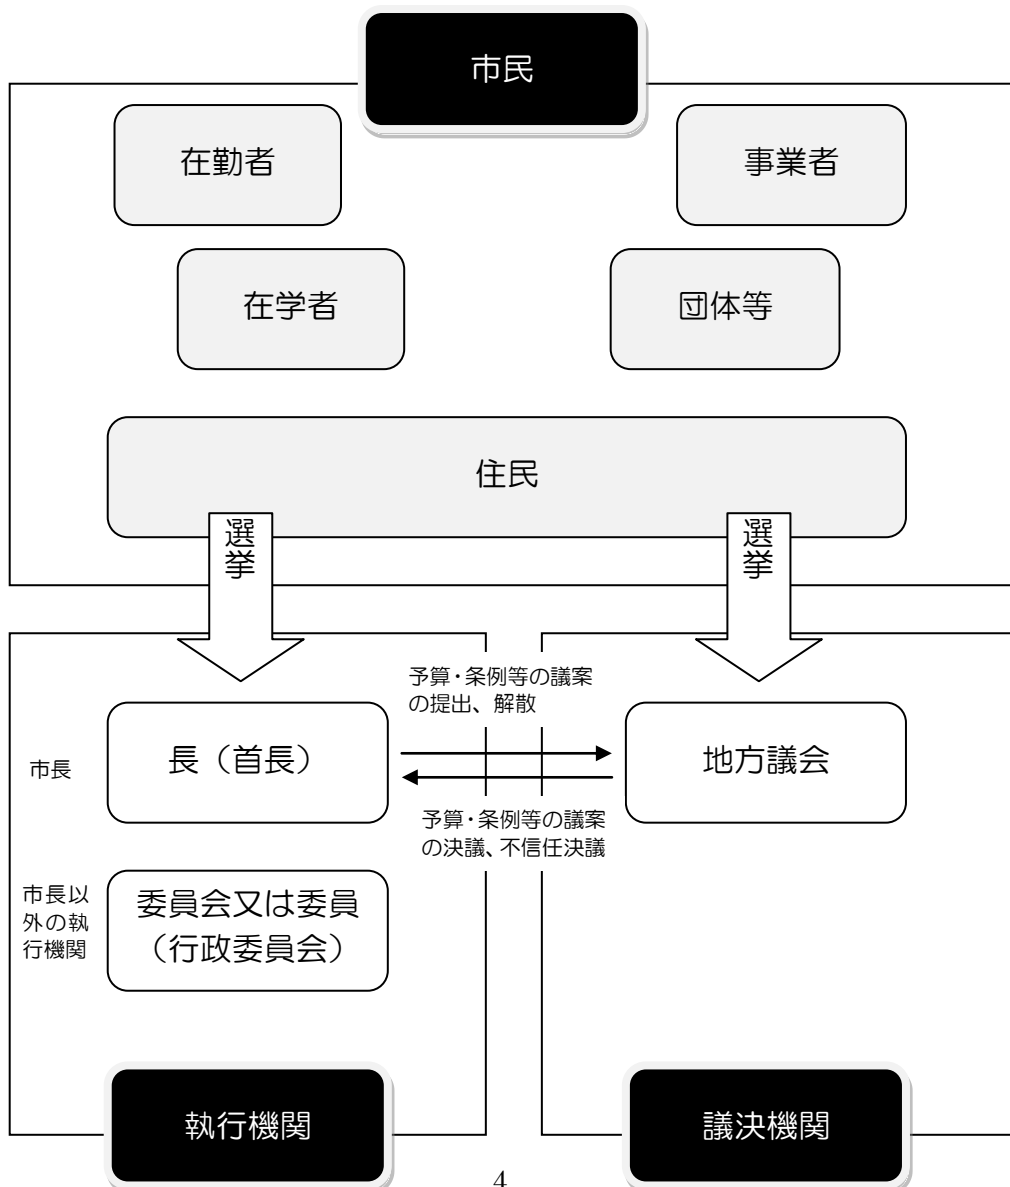 市民
在勤者
事業者
在学者
団体等
住民
選挙
選挙
予算・条例等の議案
の提出、解散
市長
長（首長）
地方議会
予算・条例等の議案
の決議、不信任決議
市長以
外の執
行機関
委員会又は委員
（行政委員会）
執行機関
議決機関
4